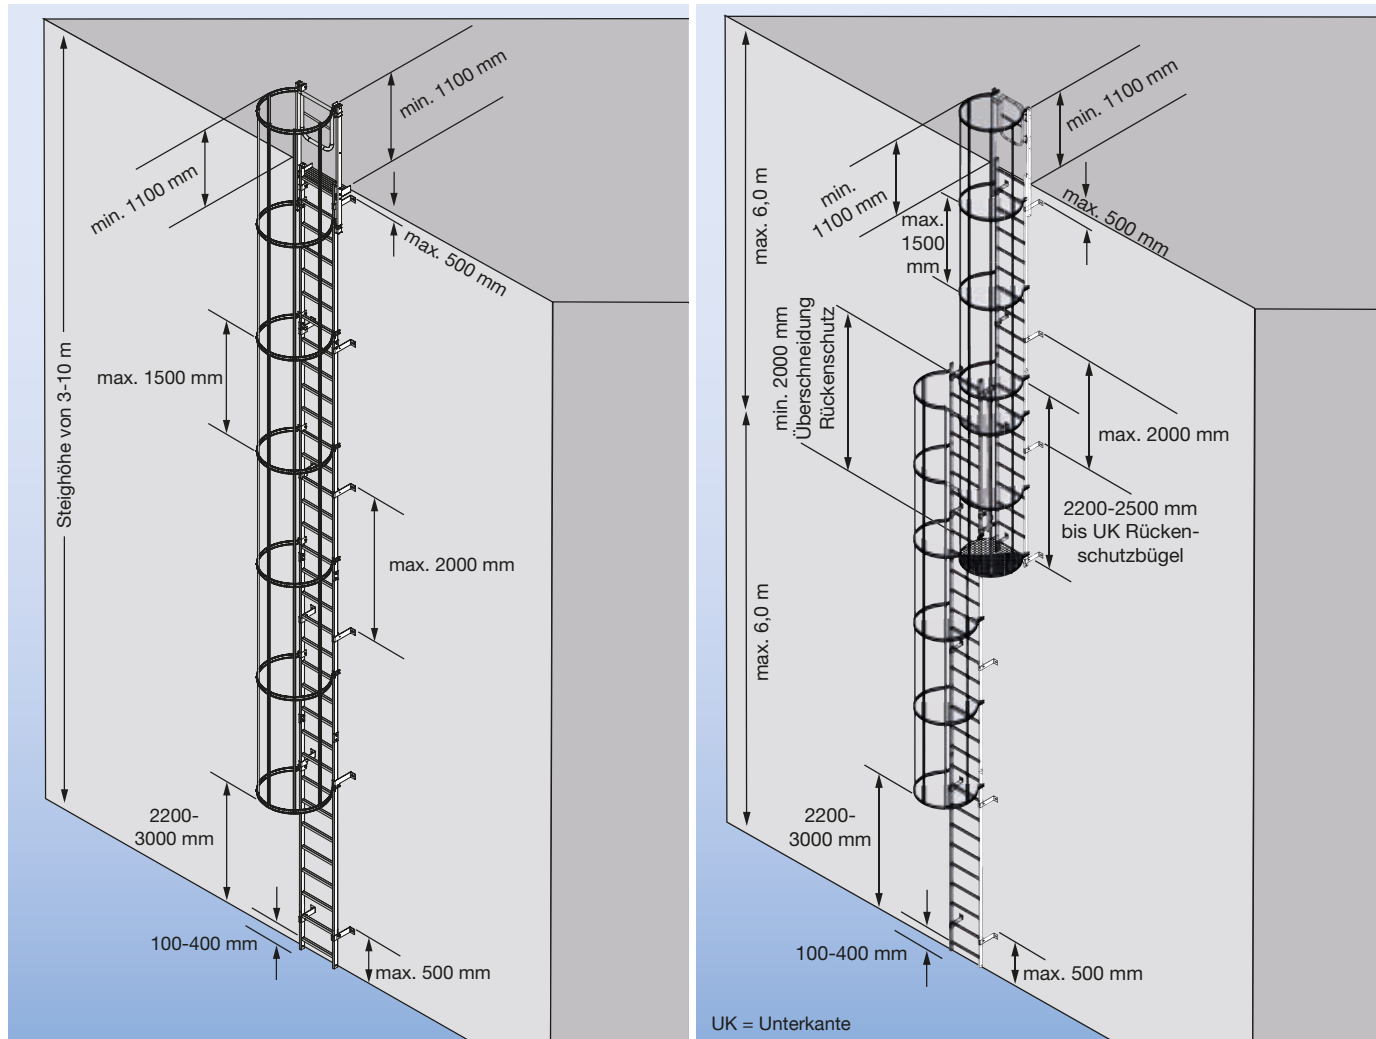 min. 1100 mm
min. 1100 mm
max. 500 mm
Steighöhe von 3-10 m
max. 1500 mm
max. 2000 mm
2200-
3000 mm
100-400 mm
max. 500 mm
min. 1100 mm
min.
1100 mm
max. 6,0 m
max.
1500
mm
max. 500 mm
min. 2000 mm
Überschneidung
Rückenschutz
max. 2000 mm
2200-2500 mm
bis UK Rücken-
schutzbügel
max. 6,0 m
2200-
3000 mm
100-400 mm
max. 500 mm
UK = Unterkante